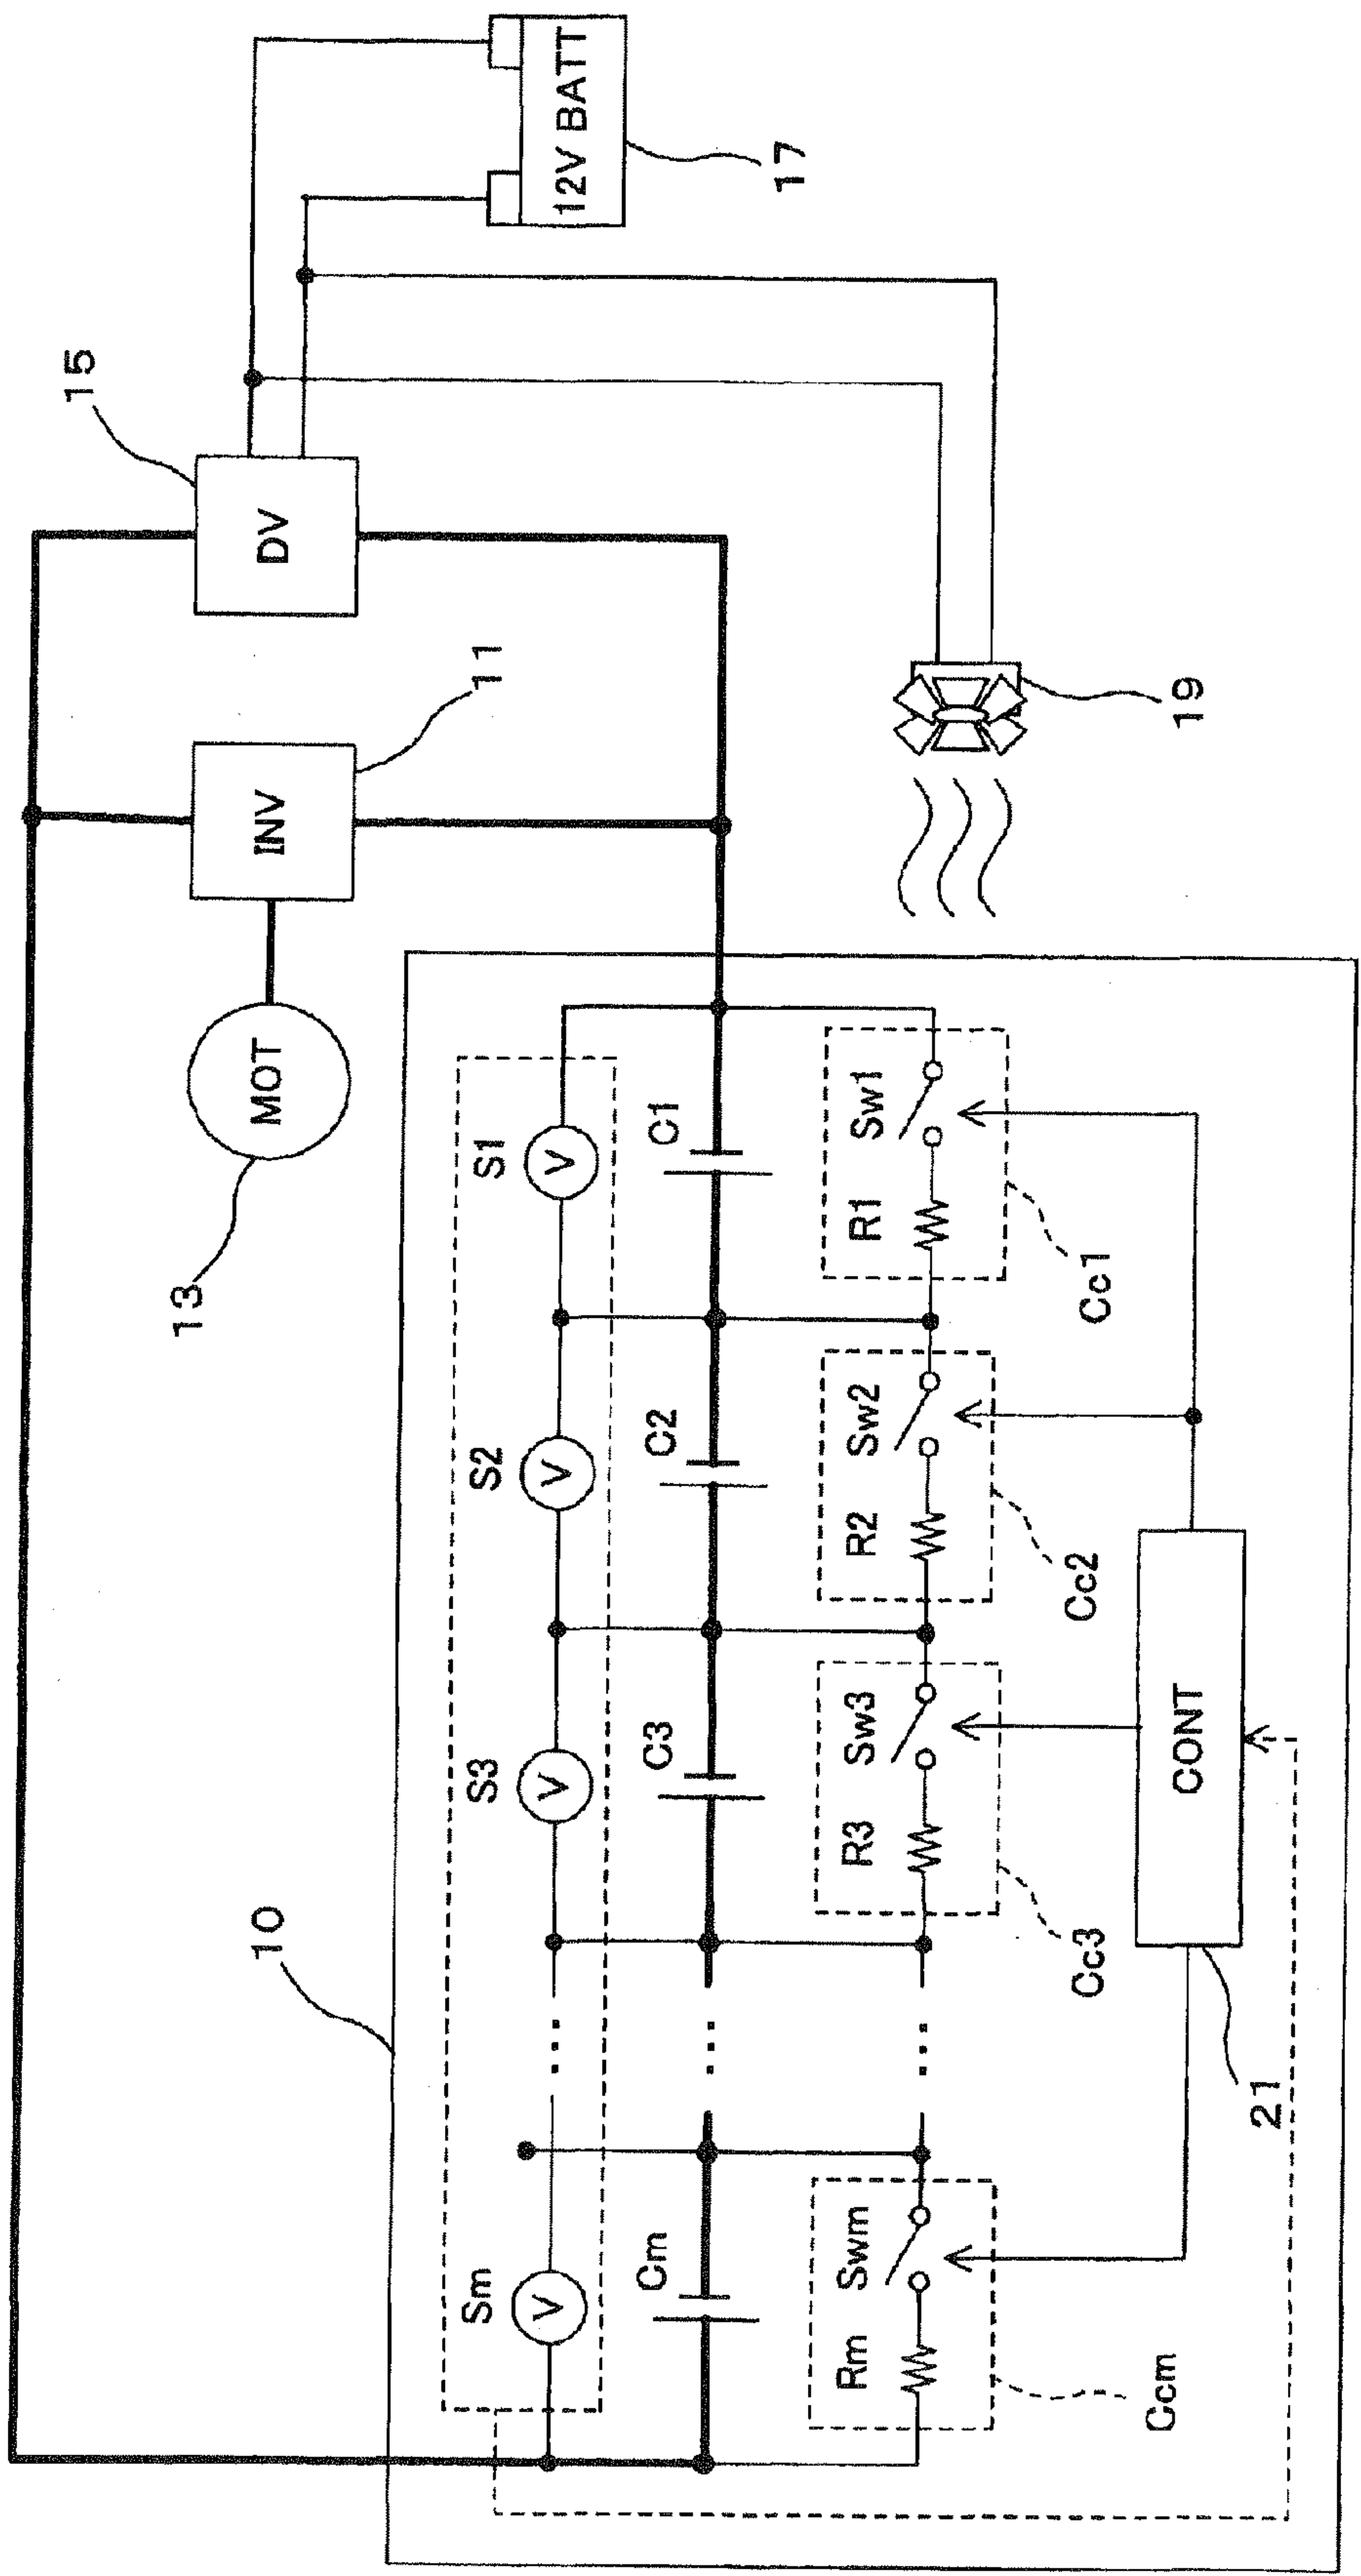 10
13
MOT
INV
11
DV
15
12V BATT
17
19
Sm
V
S3
V
S2
V
S1
V
Cm
C3
C2
C1
Rm
Swm
R3
Sw3
R2
Sw2
R1
Sw1
Ccm
Cc3
Cc2
Cc1
21
CONT